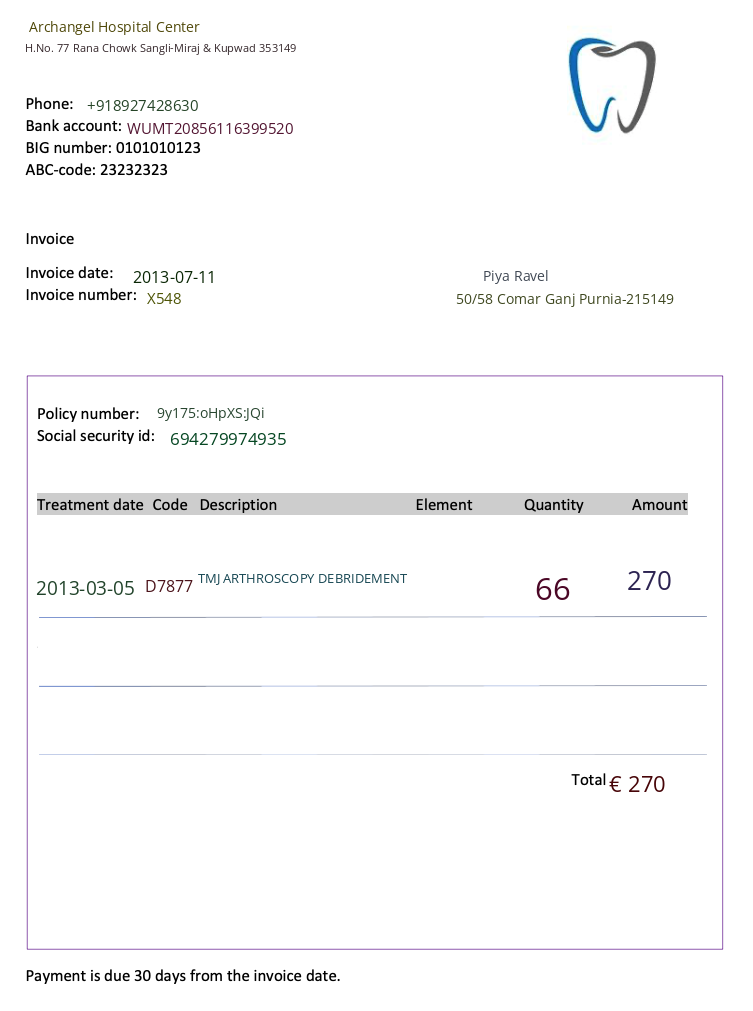 Archangel Hospital Center
H.No. 77 Rana Chowk Sangli-Miraj & Kupwad 353149
Phone: +918927428630
Bank account: WUMT20856116399520
BIG number: 0101010123
ABC-code: 23232323
Invoice
Invoice date: 2013-07-11
Invoice number: X548
Piya Ravel
50/58 Comar Ganj Purnia-215149
Policy number: 9y175:oHpXS:JQi
Social security id: 694279974935
Treatment date Code Description Element Quantity Amount
2013-03-05 D7877 TMJ ARTHROSCOPY DEBRIDEMENT 66 270
Total € 270
Payment is due 30 days from the invoice date.